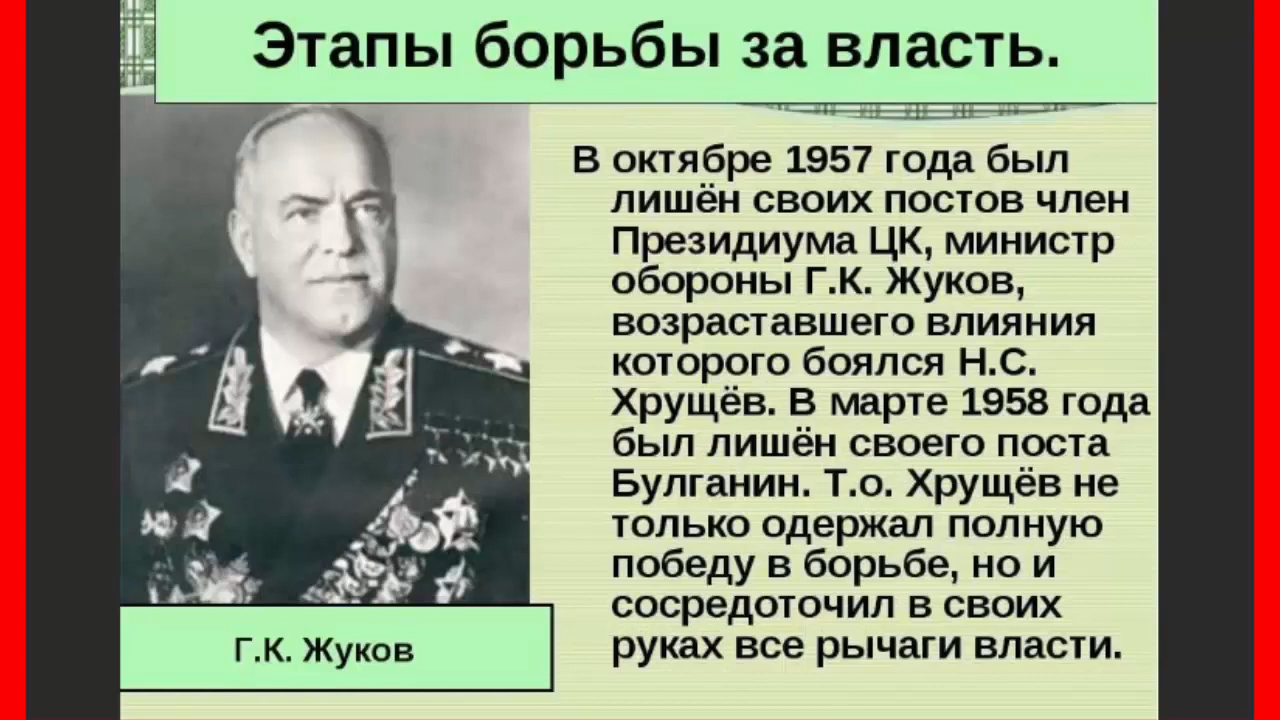 Этапы борьбы за власть.
В октябре 1957 года был
лишён своих постов член
Президиума ЦК, министр
обороны Г.К. Жуков,
возраставшего влияния
которого боялся Н.С.
Хрущёв. В марте 1958 года
был лишён своего поста
Булганин. Т.о. Хрущёв не
только одержал полную
победу в борьбе, но и
сосредоточил в своих
руках все рычаги власти.
Г.К. Жуков